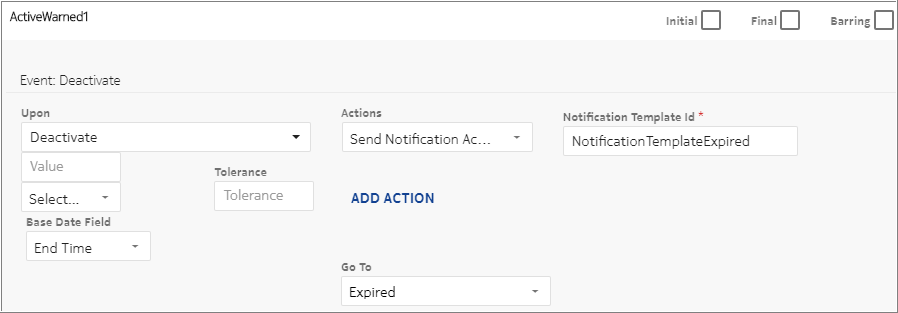 ActiveWarned1
Initial
Final
Barring
Event: Deactivate
Upon
Actions
Notification Template Id *
Deactivate
Send Notification Ac...
NotificationTemplateExpired
Value
Tolerance
Select...
Tolerance
ADD ACTION
Base Date Field
End Time
Go To
Expired